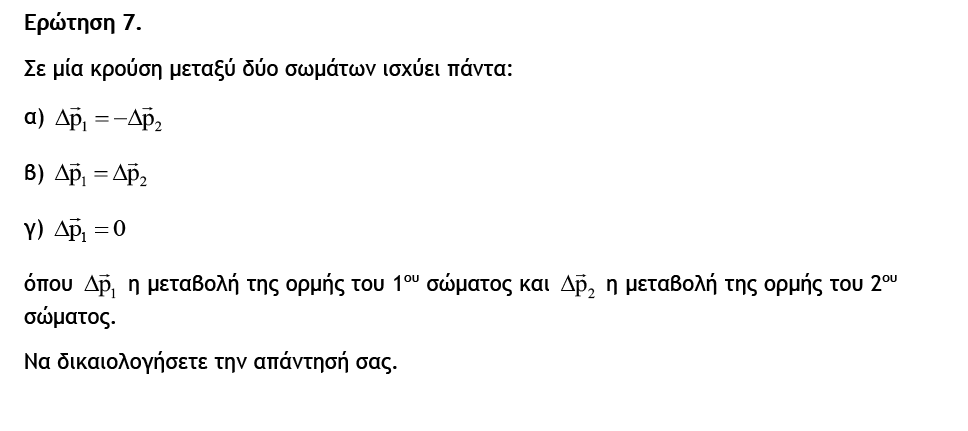 Ερώτηση 7.
Σε μία κρούση μεταξύ δύο σωμάτων ισχύει πάντα:
α) Δp⃗₁ = −Δp⃗₂
β) Δp⃗₁ = Δp⃗₂
γ) Δp⃗₁ = 0
όπου Δp⃗₁ η μεταβολή της ορμής του 1ου σώματος και Δp⃗₂ η μεταβολή της ορμής του 2ου
σώματος.
Να δικαιολογήσετε την απάντησή σας.